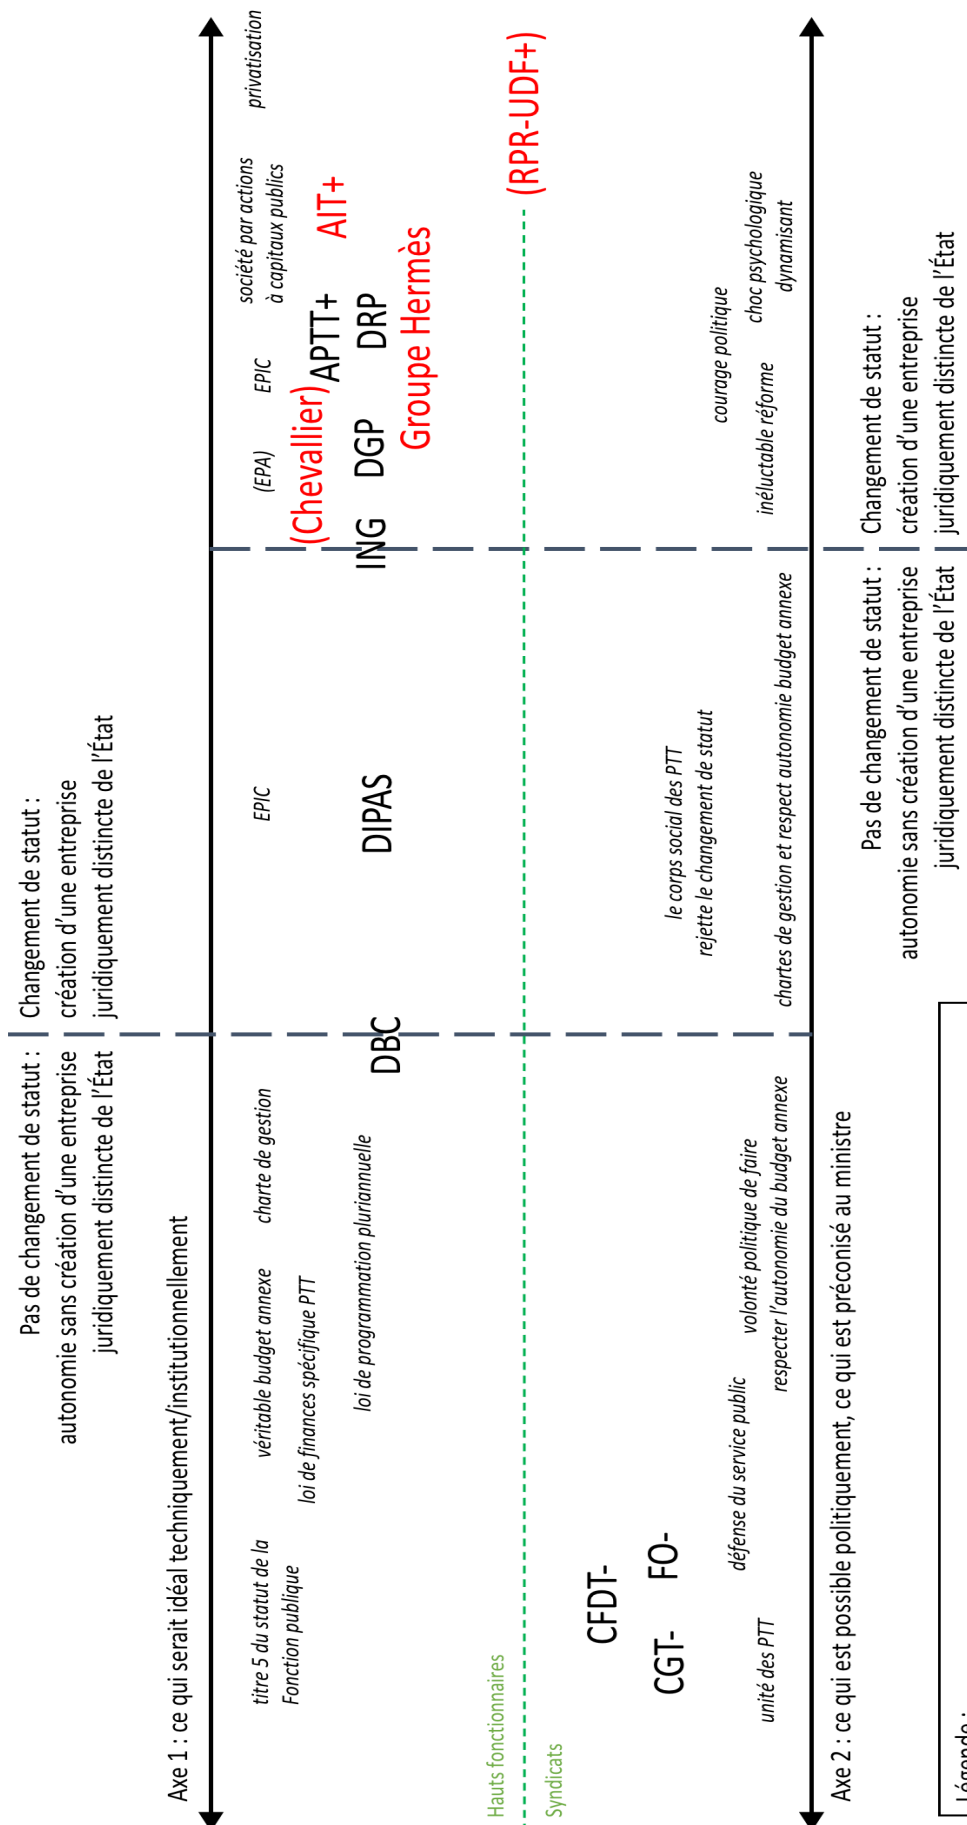 Pas de changement de statut :
autonomie sans création d’une entreprise
juridiquement distincte de l’État
Changement de statut :
création d’une entreprise
juridiquement distincte de l’État
Axe 1 : ce qui serait idéal techniquement/institutionnellement
titre 5 du statut de la
Fonction publique
véritable budget annexe
loi de finances spécifique PTT
charte de gestion
loi de programmation pluriannuelle
EPIC
(EPA)
EPIC
société par actions
à capitaux publics
privatisation
DBC
DIPAS
(Chevallier)
ING
DGP
APTT+
DRP
AIT+
Groupe Hermès
Hauts fonctionnaires
(RPR-UDF+)
Syndicats
CFDT-
CGT-
FO-
unité des PTT
défense du service public
volonté politique de faire
respecter l’autonomie du budget annexe
le corps social des PTT
rejette le changement de statut
chartes de gestion et respect autonomie budget annexe
inéluctable réforme
courage politique
choc psychologique
dynamisant
Axe 2 : ce qui est possible politiquement, ce qui est préconisé au ministre
Pas de changement de statut :
autonomie sans création d’une entreprise
juridiquement distincte de l’État
Changement de statut :
création d’une entreprise
juridiquement distincte de l’État
Légende :